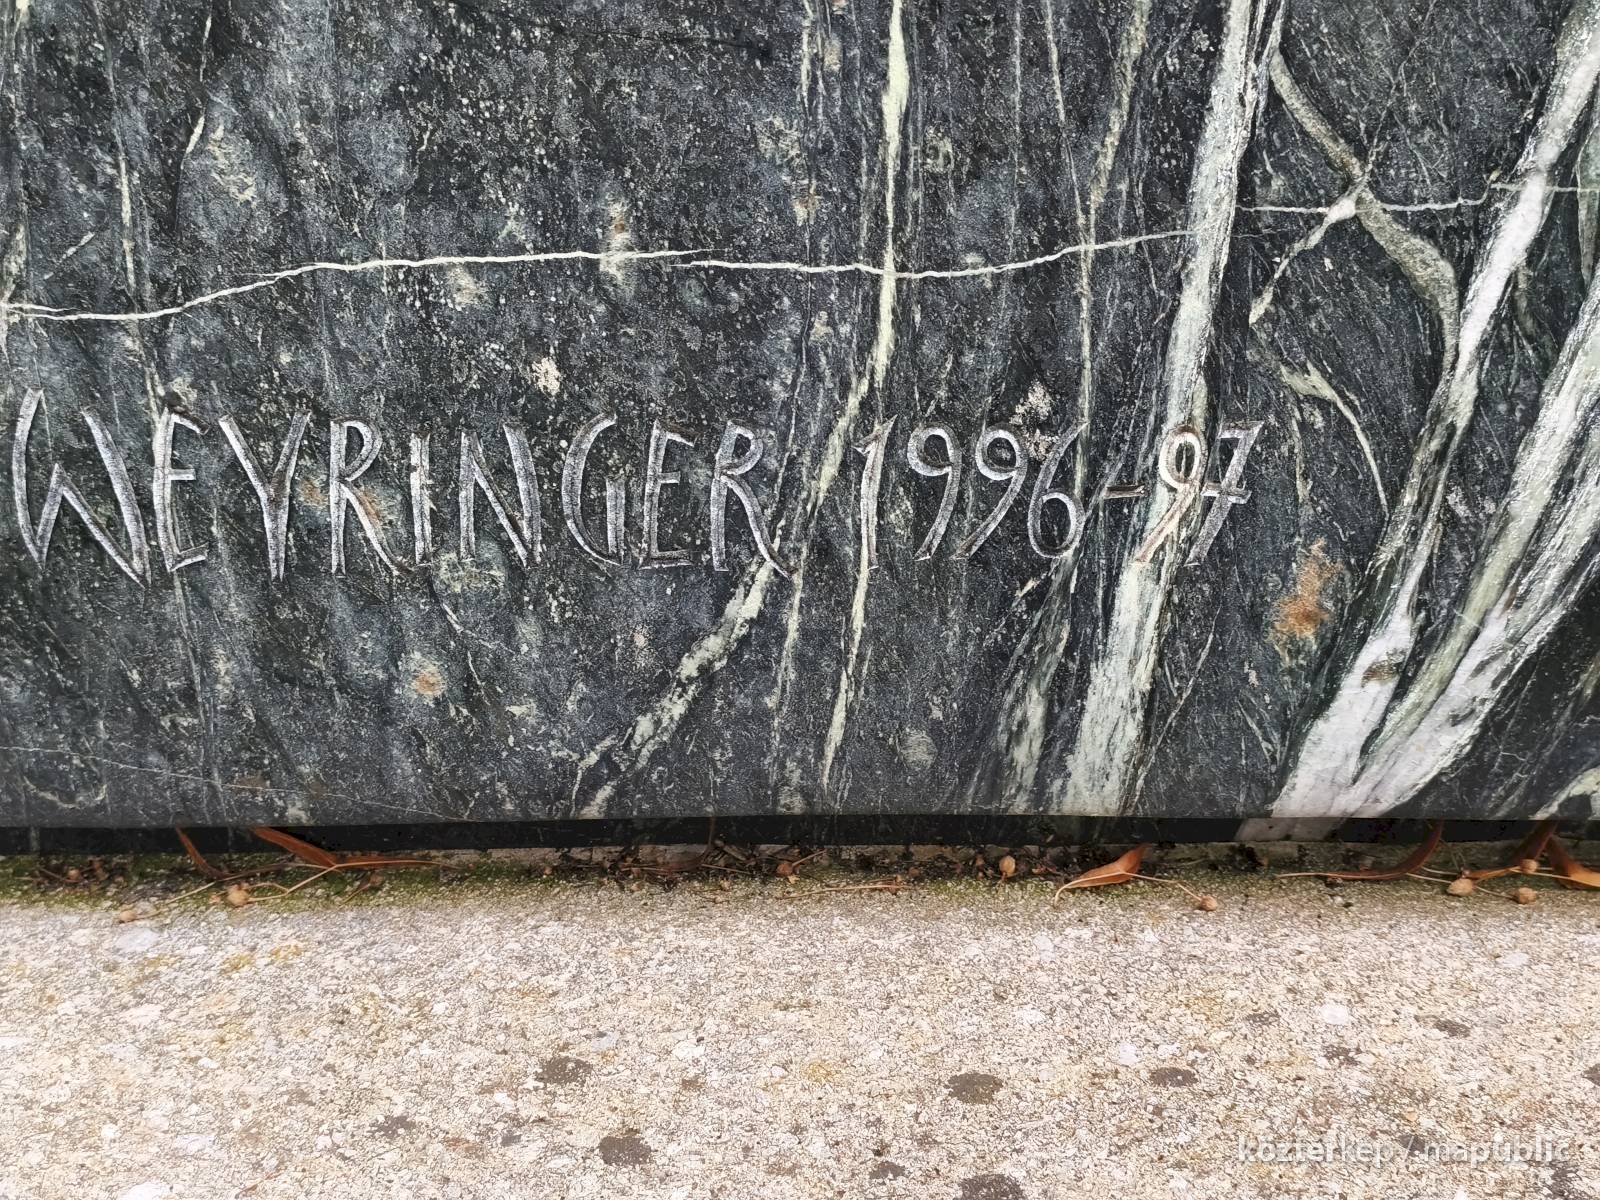 WEYRINGER 1996-97
köztérkép / mapublic